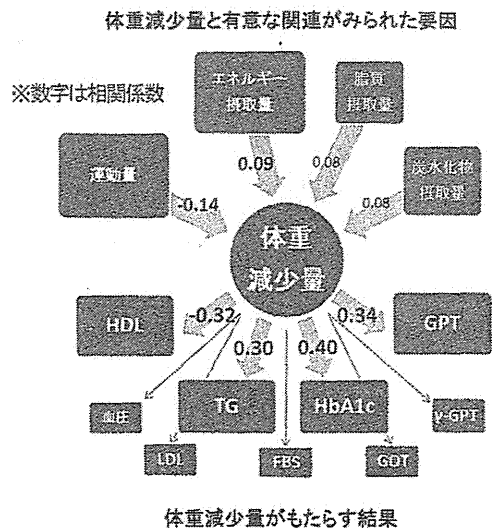 体重減少量と有意な関連がみられた要因
※数字は相関係数
エネルギー
摂取量
脂質
摂取量
運動量
炭水化物
摂取量
0.09
0.08
0.08
-0.14
体重
減少量
-0.32
0.34
HDL
GPT
0.30
0.40
TG
HbA1c
血圧
γ-GPT
LDL
FBS
GOT
体重減少量がもたらす結果